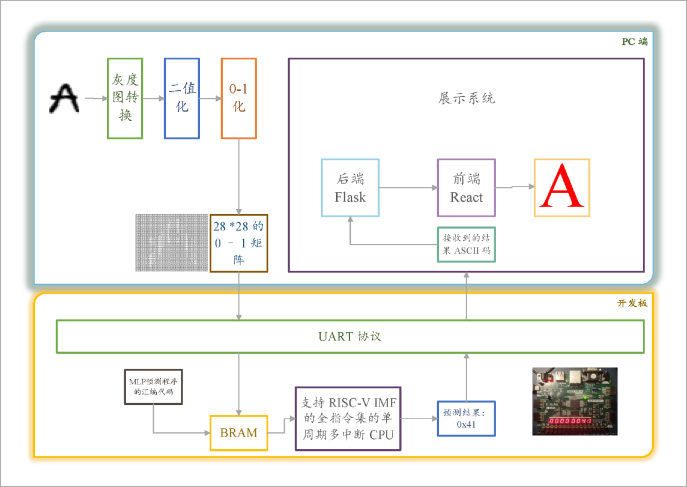 PC 端
A
灰度
图转
换
二值
化
0-1
化
展示系统
后端
Flask
前端
React
A
28 *28 的
0 - 1 矩
阵
接收到的结
果 ASCII 码
开发板
UART 协议
MLP侦测程序
的汇编代码
BRAM
支持 RISC-V IMF
的全指令集的单
周期多中断 CPU
预测结果：
0x41
00000041